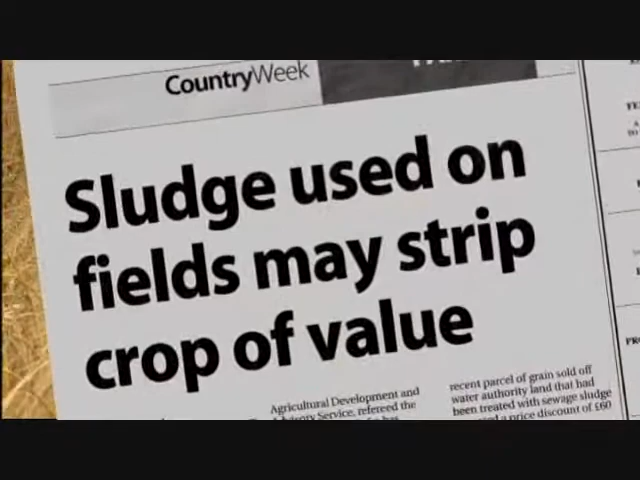 CountryWeek
Sludge used on
fields may strip
crop of value
Agricultural Development and
Advisory Service, refereed the
recent parcel of grain sold off
water authority land that had
been treated with sewage sludge
a price discount of £60